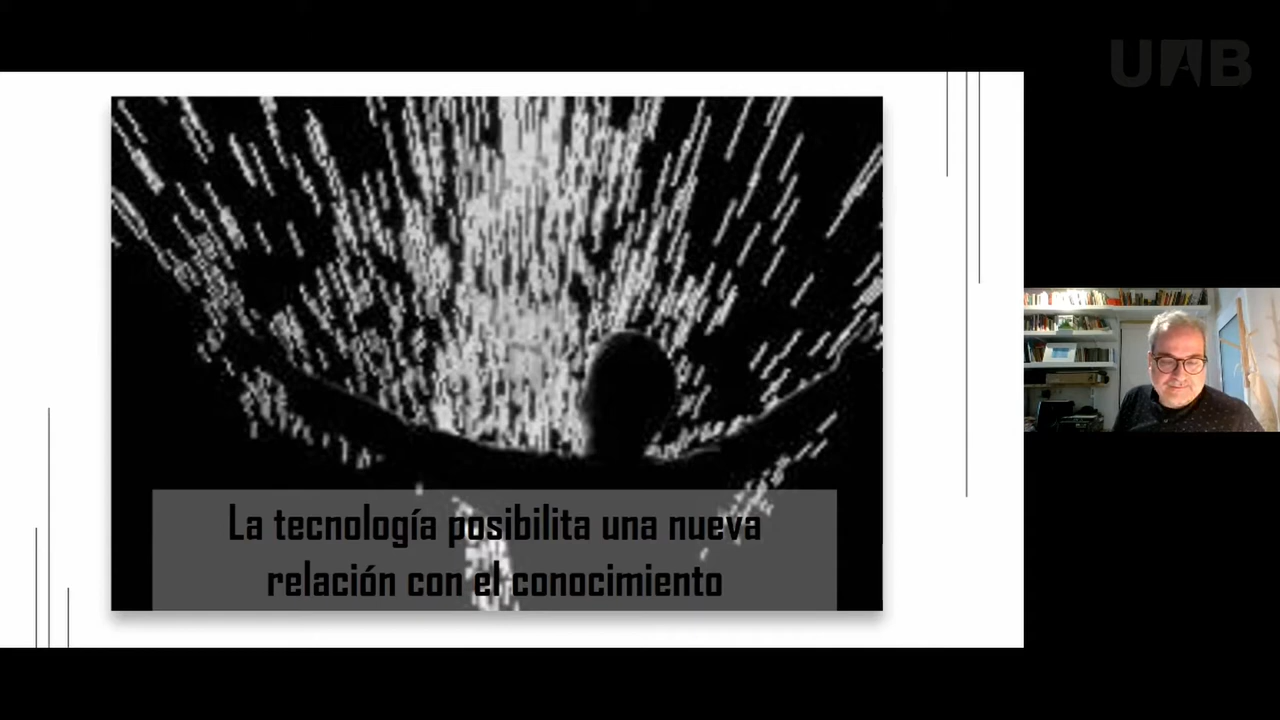 UAB
La tecnología posibilita una nueva
relación con el conocimiento